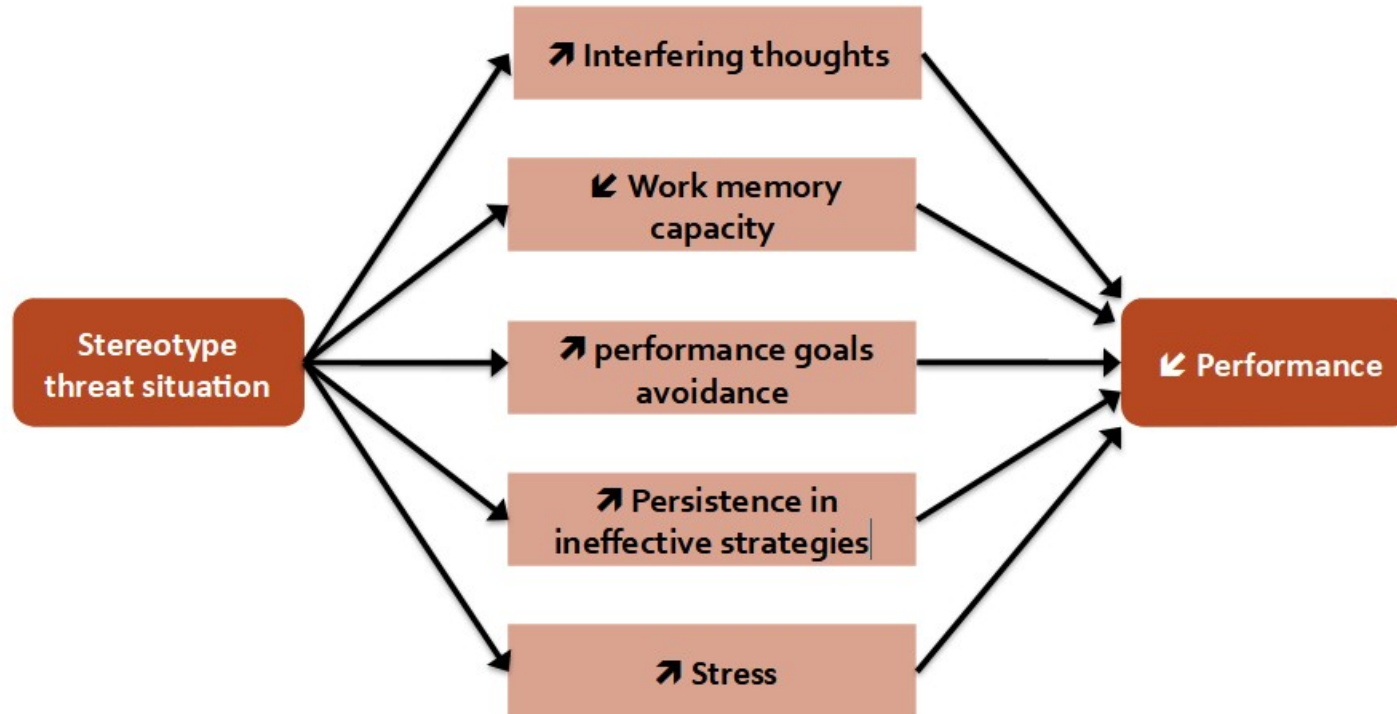 ↗ Interfering thoughts
↙ Work memory
capacity
Stereotype
threat situation
↗ performance goals
avoidance
↙ Performance
↗ Persistence in
ineffective strategies
↗ Stress